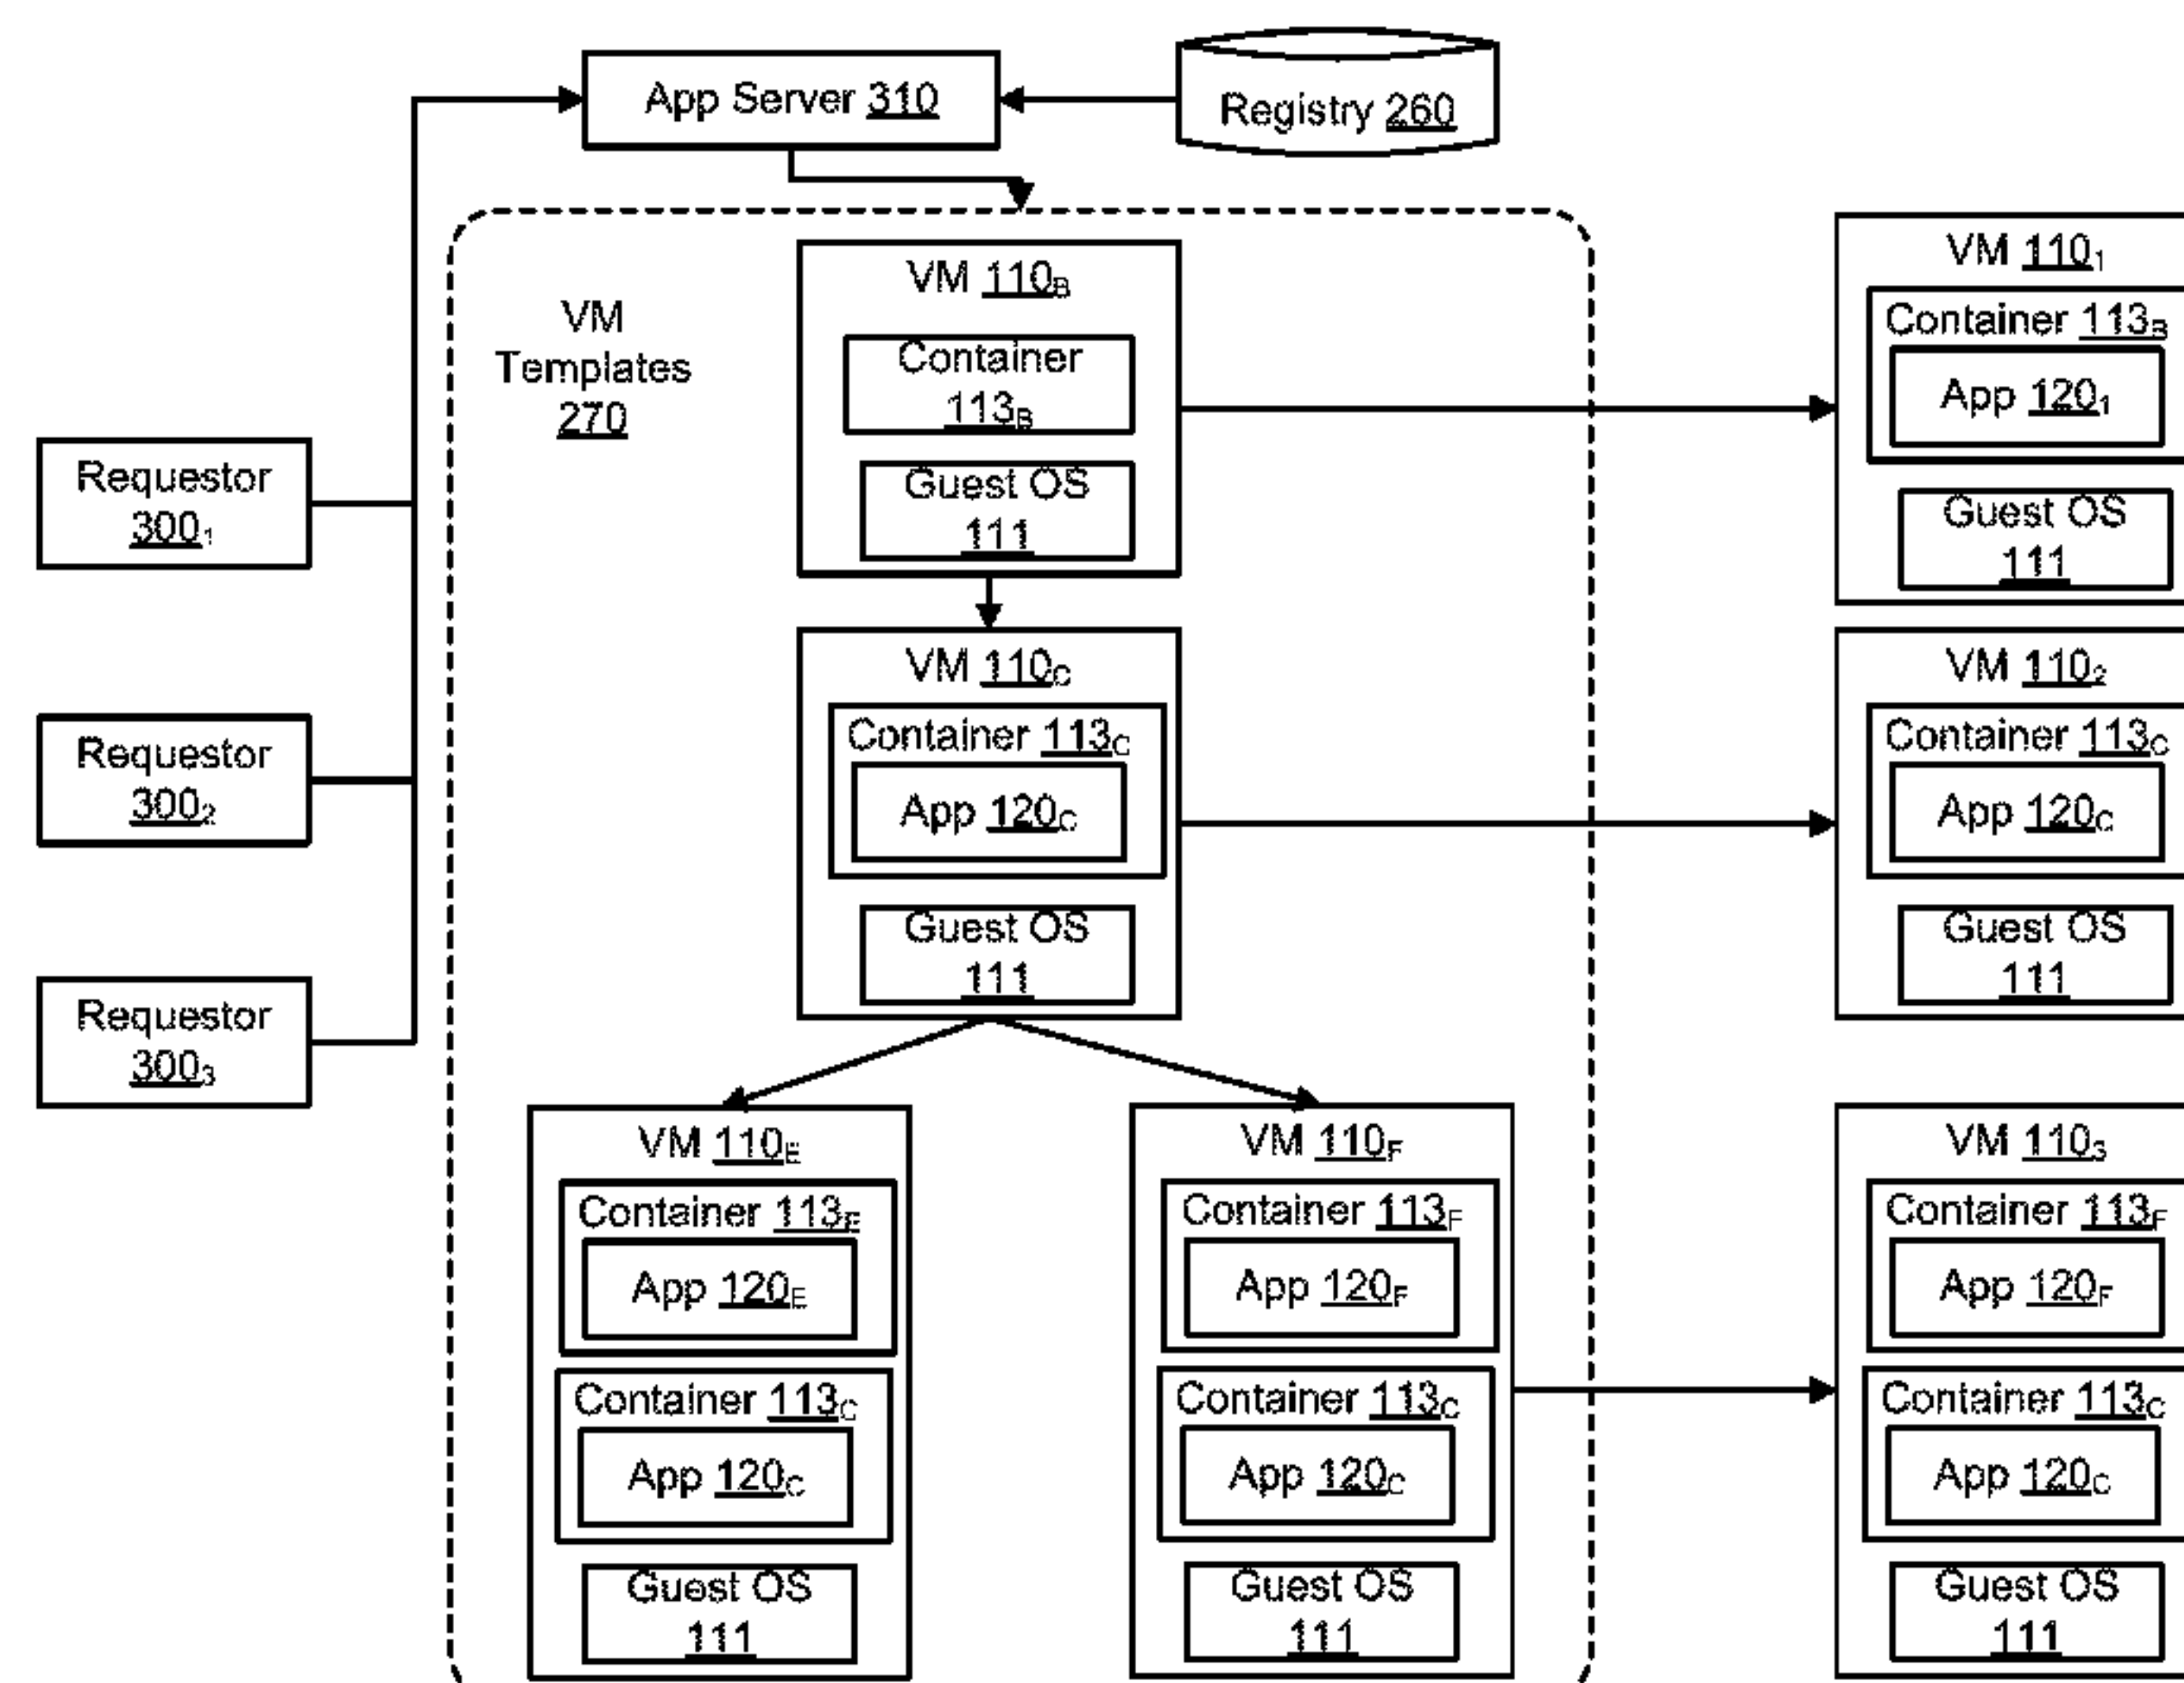 App Server 310
Registry 260
VM
Templates
270
VM 110B
Container
113B
Guest OS
111
VM 1101
Container 113B
App 1201
Guest OS
111
Requestor
3001
Requestor
3002
Requestor
3003
VM 110C
Container 113C
App 120C
Guest OS
111
VM 1102
Container 113C
App 120C
Guest OS
111
VM 110E
Container 113E
App 120E
Container 113C
App 120C
Guest OS
111
VM 110F
Container 113F
App 120F
Container 113C
App 120C
Guest OS
111
VM 1103
Container 113F
App 120F
Container 113C
App 120C
Guest OS
111